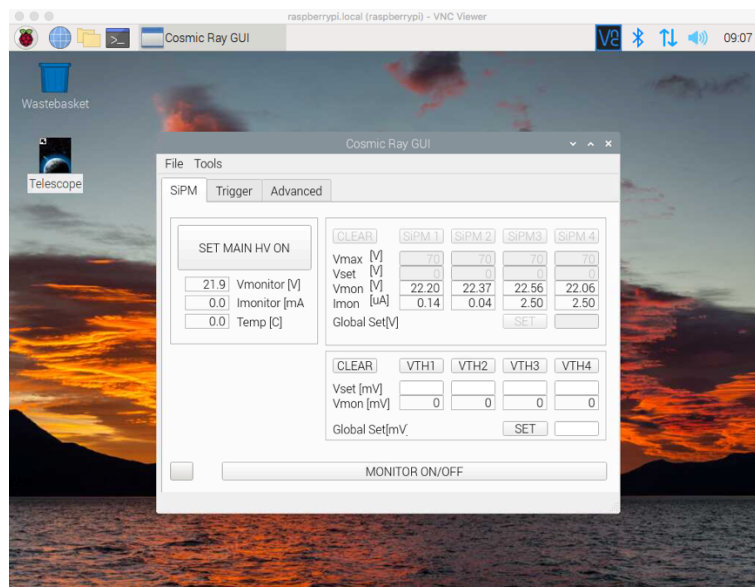 raspberrypi.local (raspberrypi) - VNC Viewer
Cosmic Ray GUI
09:07
Wastebasket
Telescope
Cosmic Ray GUI
File Tools
SiPM Trigger Advanced
SET MAIN HV ON
21.9 Vmonitor [V]
0.0 Imonitor [mA
0.0 Temp [C]
CLEAR SiPM 1 SiPM 2 SiPM3 SiPM 4
Vmax [V] 70 70 70 70
Vset [V] 0 0 0 0
Vmon [V] 22.20 22.37 22.56 22.06
Imon [uA] 0.14 0.04 2.50 2.50
Global Set[V] SET
CLEAR VTH1 VTH2 VTH3 VTH4
Vset [mV]
Vmon [mV] 0 0 0 0
Global Set[mV] SET
MONITOR ON/OFF